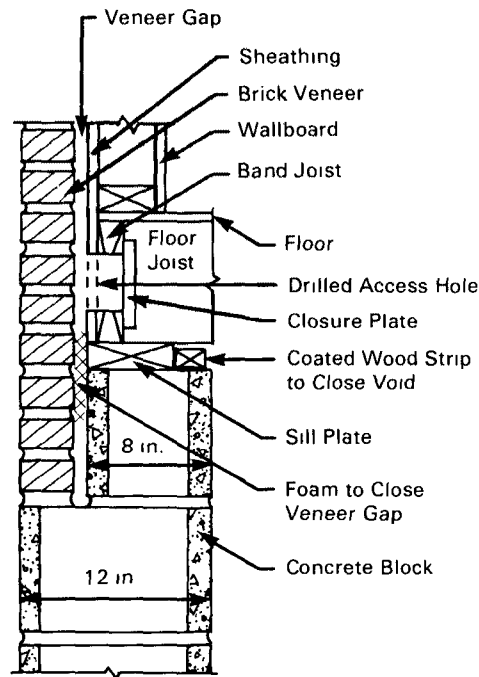 Veneer Gap
Sheathing
Brick Veneer
Wallboard
Band Joist
Floor
Joist
Floor
Drilled Access Hole
Closure Plate
Coated Wood Strip
to Close Void
8 in.
Sill Plate
Foam to Close
Veneer Gap
Concrete Block
12 in